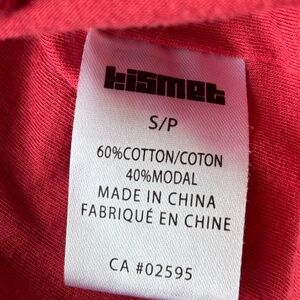 kismet
S/P
60%COTTON/COTON
40%MODAL
MADE IN CHINA
FABRIQUÉ EN CHINE
CA #02595